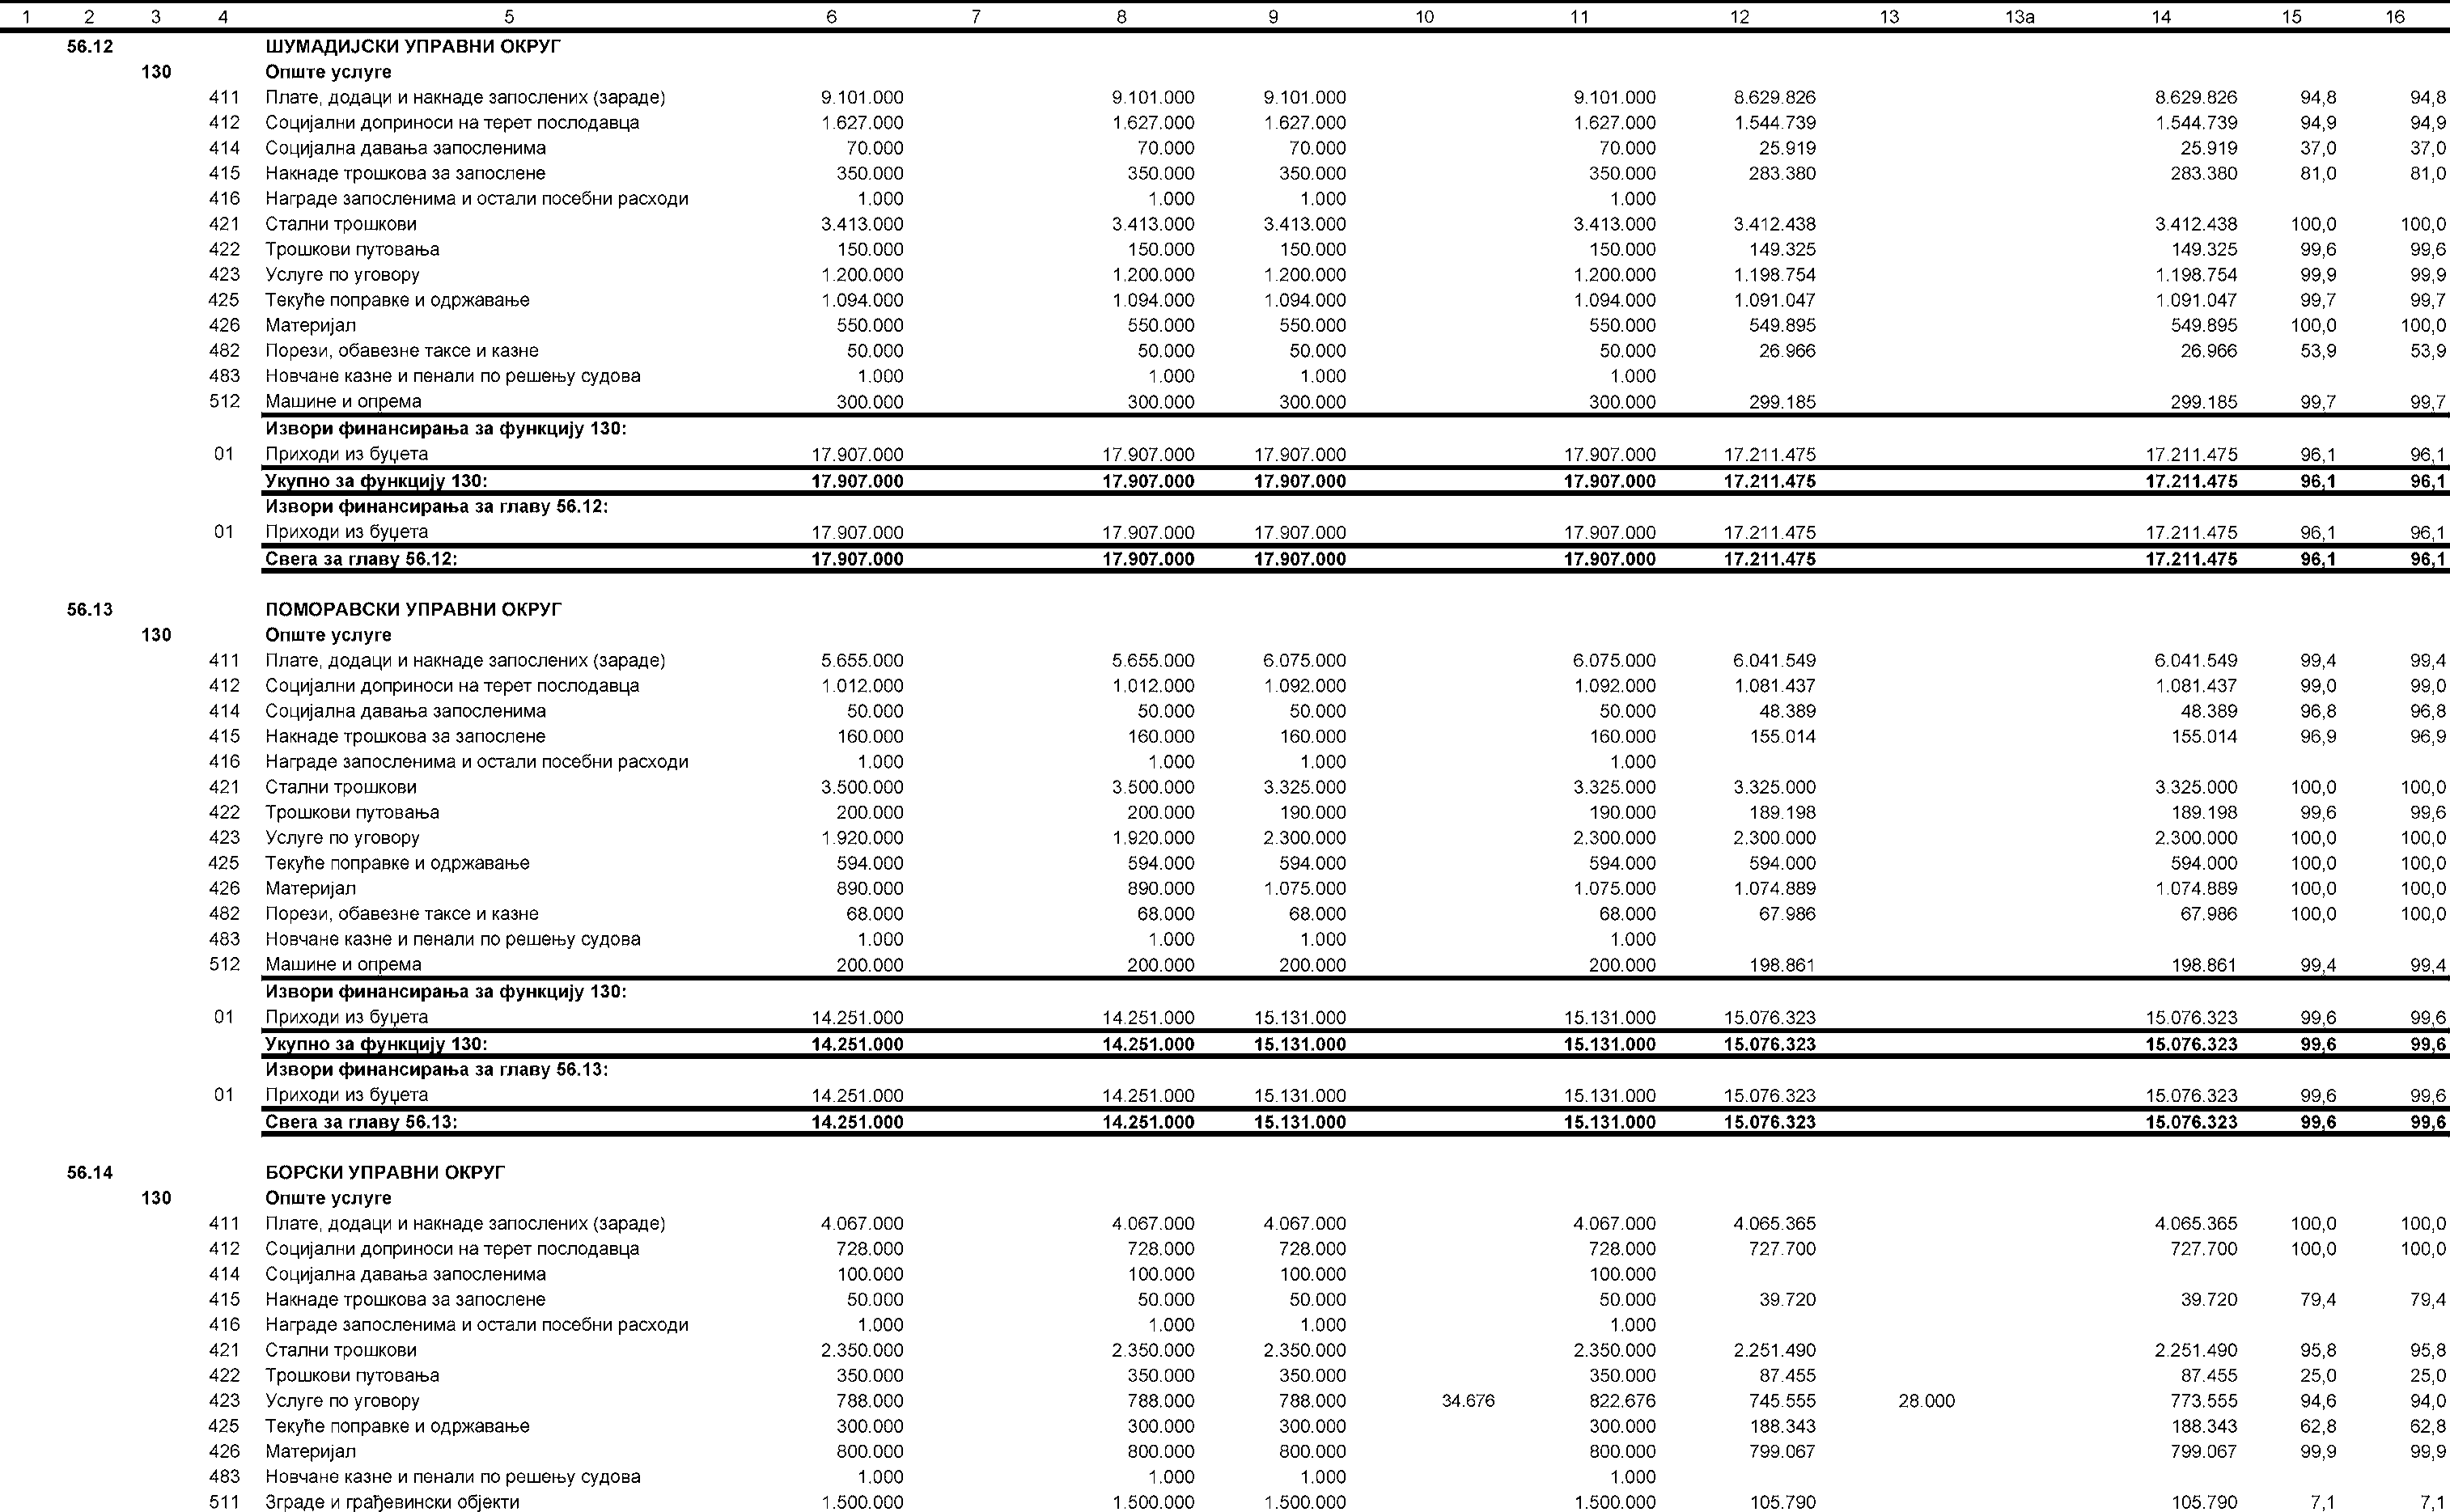 1 2 3 4 5 6 7 8 9 10 11 12 13 13a 14 15 16
56.12 ШУМАДИЈСКИ УПРАВНИ ОКРУГ
130 Опште услуге
411 Плате, додаци и накнаде запослених (зараде) 9.101.000 9.101.000 9.101.000 9.101.000 8.629.826 8.629.826 94,8 94,8
412 Социјални доприноси на терет послодавца 1.627.000 1.627.000 1.627.000 1.627.000 1.544.739 1.544.739 94,9 94,9
414 Социјална давања запосленима 70.000 70.000 70.000 70.000 25.919 25.919 37,0 37,0
415 Накнаде трошкова за запослене 350.000 350.000 350.000 350.000 283.380 283.380 81,0 81,0
416 Награде запосленима и остали посебни расходи 1.000 1.000 1.000 1.000
421 Стални трошкови 3.413.000 3.413.000 3.413.000 3.413.000 3.412.438 3.412.438 100,0 100,0
422 Трошкови путовања 150.000 150.000 150.000 150.000 149.325 149.325 99,6 99,6
423 Услуге по уговору 1.200.000 1.200.000 1.200.000 1.200.000 1.198.754 1.198.754 99,9 99,9
425 Текуће поправке и одржавање 1.094.000 1.094.000 1.094.000 1.094.000 1.091.047 1.091.047 99,7 99,7
426 Материјал 550.000 550.000 550.000 550.000 549.895 549.895 100,0 100,0
482 Порези, обавезне таксе и казне 50.000 50.000 50.000 50.000 26.966 26.966 53,9 53,9
483 Новчане казне и пенали по решењу судова 1.000 1.000 1.000 1.000
512 Машине и опрема 300.000 300.000 300.000 300.000 299.185 299.185 99,7 99,7
Извори финансирања за функцију 130:
01 Приходи из буџета 17.907.000 17.907.000 17.907.000 17.907.000 17.211.475 17.211.475 96,1 96,1
Укупно за функцију 130: 17.907.000 17.907.000 17.907.000 17.907.000 17.211.475 17.211.475 96,1 96,1
Извори финансирања за главу 56.12:
01 Приходи из буџета 17.907.000 17.907.000 17.907.000 17.907.000 17.211.475 17.211.475 96,1 96,1
Свега за главу 56.12: 17.907.000 17.907.000 17.907.000 17.907.000 17.211.475 17.211.475 96,1 96,1
56.13 ПОМОРАВСКИ УПРАВНИ ОКРУГ
130 Опште услуге
411 Плате, додаци и накнаде запослених (зараде) 5.655.000 5.655.000 6.075.000 6.075.000 6.041.549 6.041.549 99,4 99,4
412 Социјални доприноси на терет послодавца 1.012.000 1.012.000 1.092.000 1.092.000 1.081.437 1.081.437 99,0 99,0
414 Социјална давања запосленима 50.000 50.000 50.000 50.000 48.389 48.389 96,8 96,8
415 Накнаде трошкова за запослене 160.000 160.000 160.000 160.000 155.014 155.014 96,9 96,9
416 Награде запосленима и остали посебни расходи 1.000 1.000 1.000 1.000
421 Стални трошкови 3.500.000 3.500.000 3.325.000 3.325.000 3.325.000 3.325.000 100,0 100,0
422 Трошкови путовања 200.000 200.000 190.000 190.000 189.198 189.198 99,6 99,6
423 Услуге по уговору 1.920.000 1.920.000 2.300.000 2.300.000 2.300.000 2.300.000 100,0 100,0
425 Текуће поправке и одржавање 594.000 594.000 594.000 594.000 594.000 594.000 100,0 100,0
426 Материјал 890.000 890.000 1.075.000 1.075.000 1.074.889 1.074.889 100,0 100,0
482 Порези, обавезне таксе и казне 68.000 68.000 68.000 68.000 67.986 67.986 100,0 100,0
483 Новчане казне и пенали по решењу судова 1.000 1.000 1.000 1.000
512 Машине и опрема 200.000 200.000 200.000 200.000 198.861 198.861 99,4 99,4
Извори финансирања за функцију 130:
01 Приходи из буџета 14.251.000 14.251.000 15.131.000 15.131.000 15.076.323 15.076.323 99,6 99,6
Укупно за функцију 130: 14.251.000 14.251.000 15.131.000 15.131.000 15.076.323 15.076.323 99,6 99,6
Извори финансирања за главу 56.13:
01 Приходи из буџета 14.251.000 14.251.000 15.131.000 15.131.000 15.076.323 15.076.323 99,6 99,6
Свега за главу 56.13: 14.251.000 14.251.000 15.131.000 15.131.000 15.076.323 15.076.323 99,6 99,6
56.14 БОРСКИ УПРАВНИ ОКРУГ
130 Опште услуге
411 Плате, додаци и накнаде запослених (зараде) 4.067.000 4.067.000 4.067.000 4.067.000 4.065.365 4.065.365 100,0 100,0
412 Социјални доприноси на терет послодавца 728.000 728.000 728.000 728.000 727.700 727.700 100,0 100,0
414 Социјална давања запосленима 100.000 100.000 100.000 100.000
415 Накнаде трошкова за запослене 50.000 50.000 50.000 50.000 39.720 39.720 79,4 79,4
416 Награде запосленима и остали посебни расходи 1.000 1.000 1.000 1.000
421 Стални трошкови 2.350.000 2.350.000 2.350.000 2.350.000 2.251.490 2.251.490 95,8 95,8
422 Трошкови путовања 350.000 350.000 350.000 350.000 87.455 87.455 25,0 25,0
423 Услуге по уговору 788.000 788.000 788.000 34.676 822.676 745.555 28.000 773.555 94,6 94,0
425 Текуће поправке и одржавање 300.000 300.000 300.000 300.000 188.343 188.343 62,8 62,8
426 Материјал 800.000 800.000 800.000 800.000 799.067 799.067 99,9 99,9
483 Новчане казне и пенали по решењу судова 1.000 1.000 1.000 1.000
511 Зграде и грађевински објекти 1.500.000 1.500.000 1.500.000 1.500.000 105.790 105.790 7,1 7,1